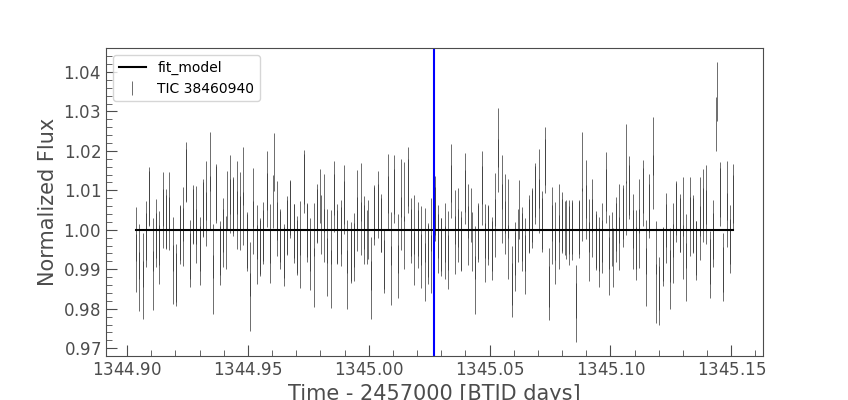 1.04
1.03
1.02
1.01
1.00
0.99
0.98
0.97
Normalized Flux
fit_model
TIC 38460940
1344.90 1344.95 1345.00 1345.05 1345.10 1345.15
Time - 2457000 [BTJD days]